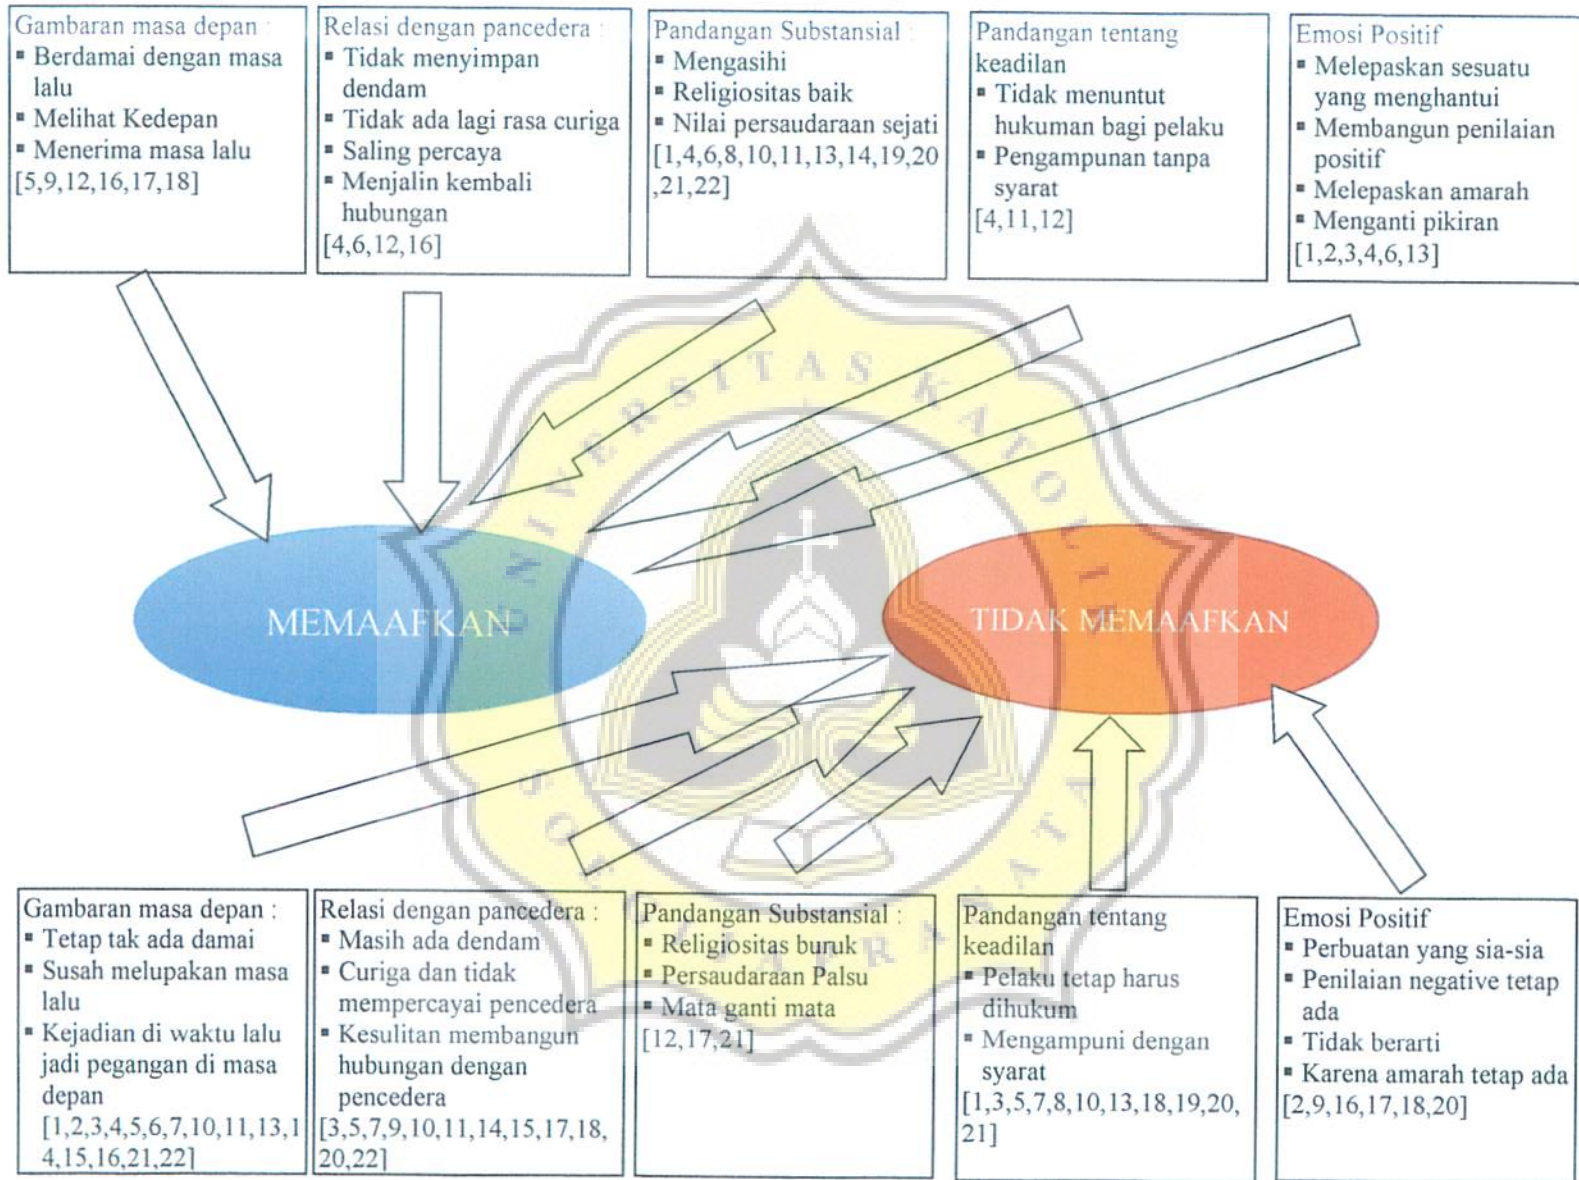 Gambaran masa depan :
▪ Berdamai dengan masa
lalu
▪ Melihat Kedepan
▪ Menerima masa lalu
[5,9,12,16,17,18]
Relasi dengan pancedera :
▪ Tidak menyimpan
dendam
▪ Tidak ada lagi rasa curiga
▪ Saling percaya
▪ Menjalin kembali
hubungan
[4,6,12,16]
Pandangan Substansial :
▪ Mengasihi
▪ Religiositas baik
▪ Nilai persaudaraan sejati
[1,4,6,8,10,11,13,14,19,20
,21,22]
Pandangan tentang
keadilan
▪ Tidak menuntut
hukuman bagi pelaku
▪ Pengampunan tanpa
syarat
[4,11,12]
Emosi Positif
▪ Melepaskan sesuatu
yang menghantui
▪ Membangun penilaian
positif
▪ Melepaskan amarah
▪ Menganti pikiran
[1,2,3,4,6,13]
UNIVERSITAS KATOLIK
MEMAAFKAN
TIDAK MEMAAFKAN
SOEGIJAPRANATA
Gambaran masa depan :
▪ Tetap tak ada damai
▪ Susah melupakan masa
lalu
▪ Kejadian di waktu lalu
jadi pegangan di masa
depan
[1,2,3,4,5,6,7,10,11,13,1
4,15,16,21,22]
Relasi dengan pancedera :
▪ Masih ada dendam
▪ Curiga dan tidak
mempercayai pencedera
▪ Kesulitan membangun
hubungan dengan
pencedera
[3,5,7,9,10,11,14,15,17,18,
20,22]
Pandangan Substansial :
▪ Religiositas buruk
▪ Persaudaraan Palsu
▪ Mata ganti mata
[12,17,21]
Pandangan tentang
keadilan
▪ Pelaku tetap harus
dihukum
▪ Mengampuni dengan
syarat
[1,3,5,7,8,10,13,18,19,20,
21]
Emosi Positif
▪ Perbuatan yang sia-sia
▪ Penilaian negative tetap
ada
▪ Tidak berarti
▪ Karena amarah tetap ada
[2,9,16,17,18,20]